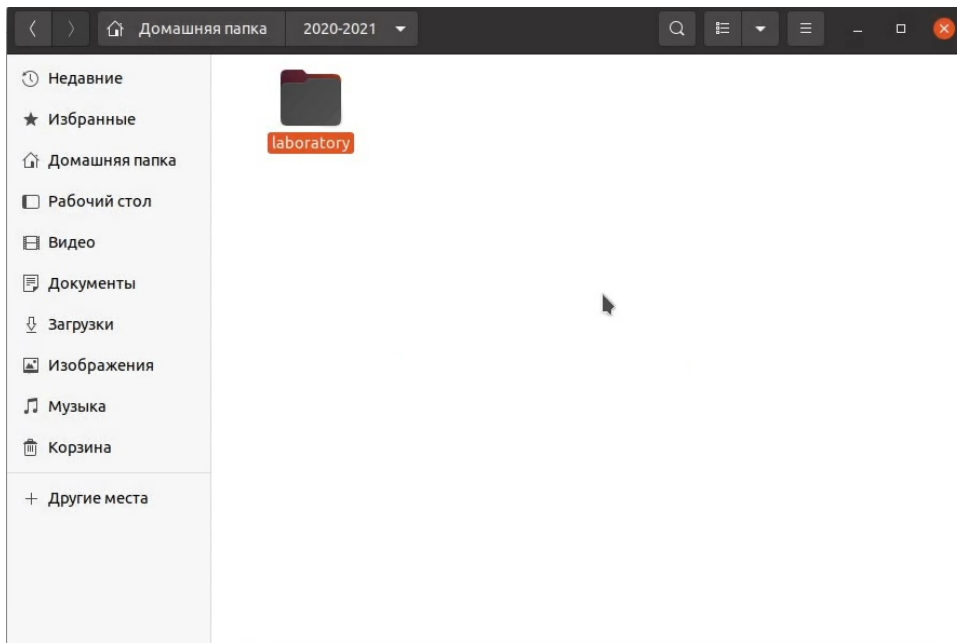 Домашняя папка 2020-2021
Недавние
Избранные
Домашняя папка
Рабочий стол
Видео
Документы
Загрузки
Изображения
Музыка
Корзина
Другие места
laboratory